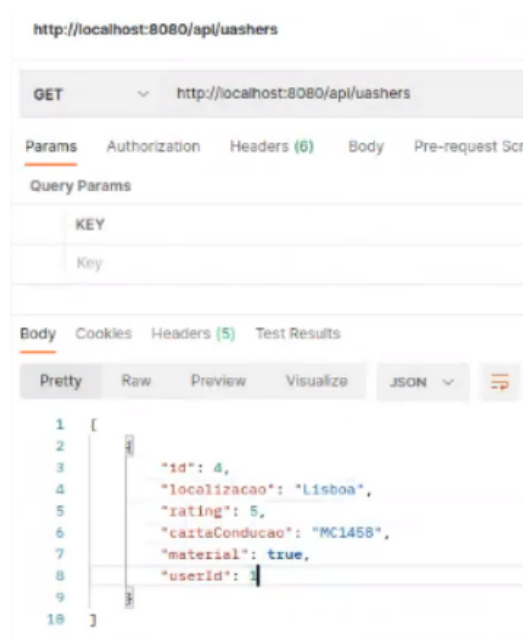 http://localhost:8080/api/uashers
GET http://localhost:8080/api/uashers
Params Authorization Headers (6) Body Pre-request Scr
Query Params
KEY
Key
Body Cookies Headers (5) Test Results
Pretty Raw Preview Visualize JSON
1 [
2 {
3 "id": 4,
4 "localizacao": "Lisboa",
5 "rating": 5,
6 "cartaConducao": "MC1458",
7 "material": true,
8 "userId": 1
9 }
10 ]